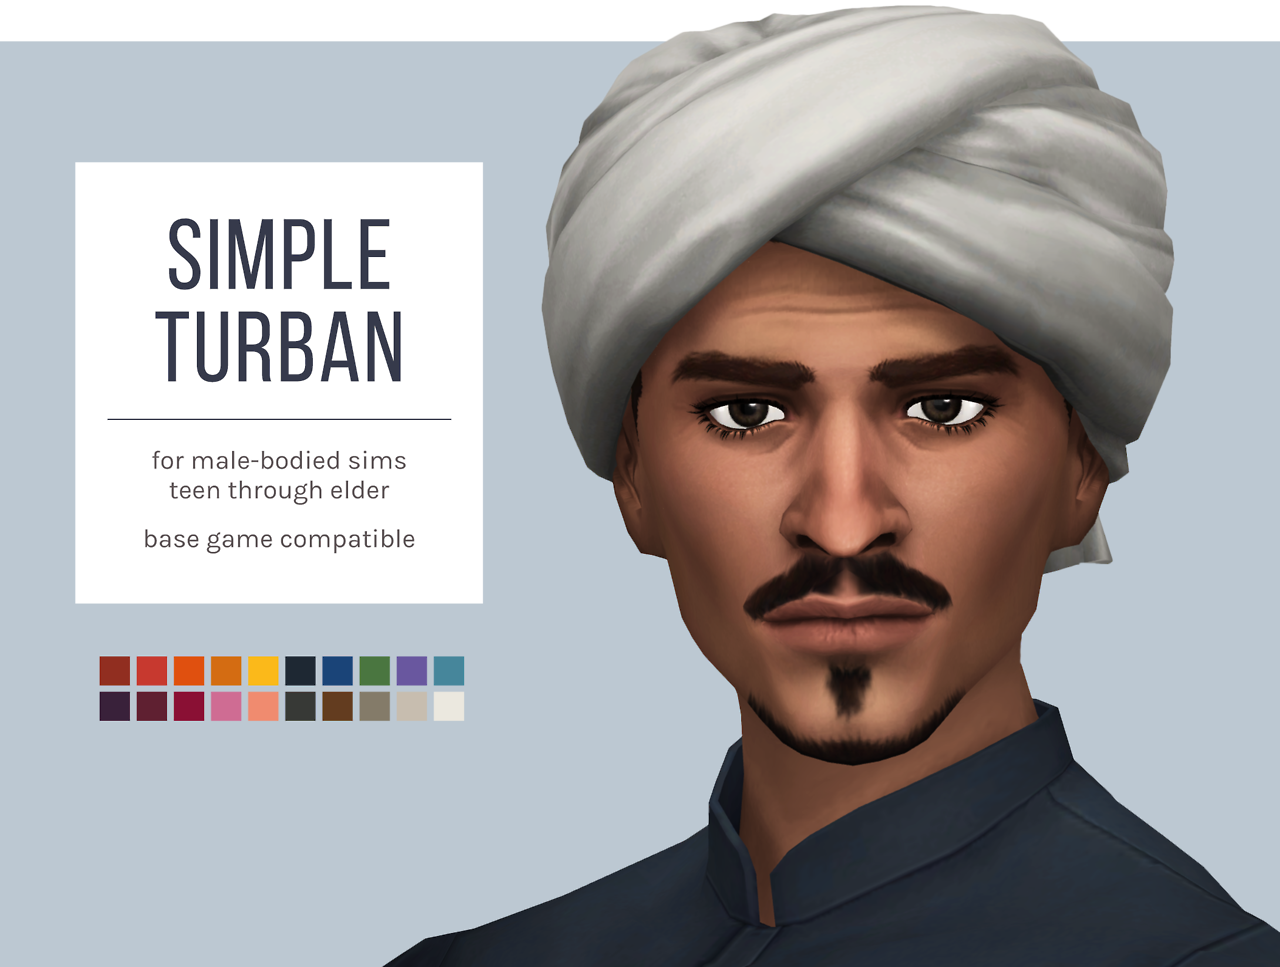 SIMPLE
TURBAN
for male-bodied sims
teen through elder
base game compatible